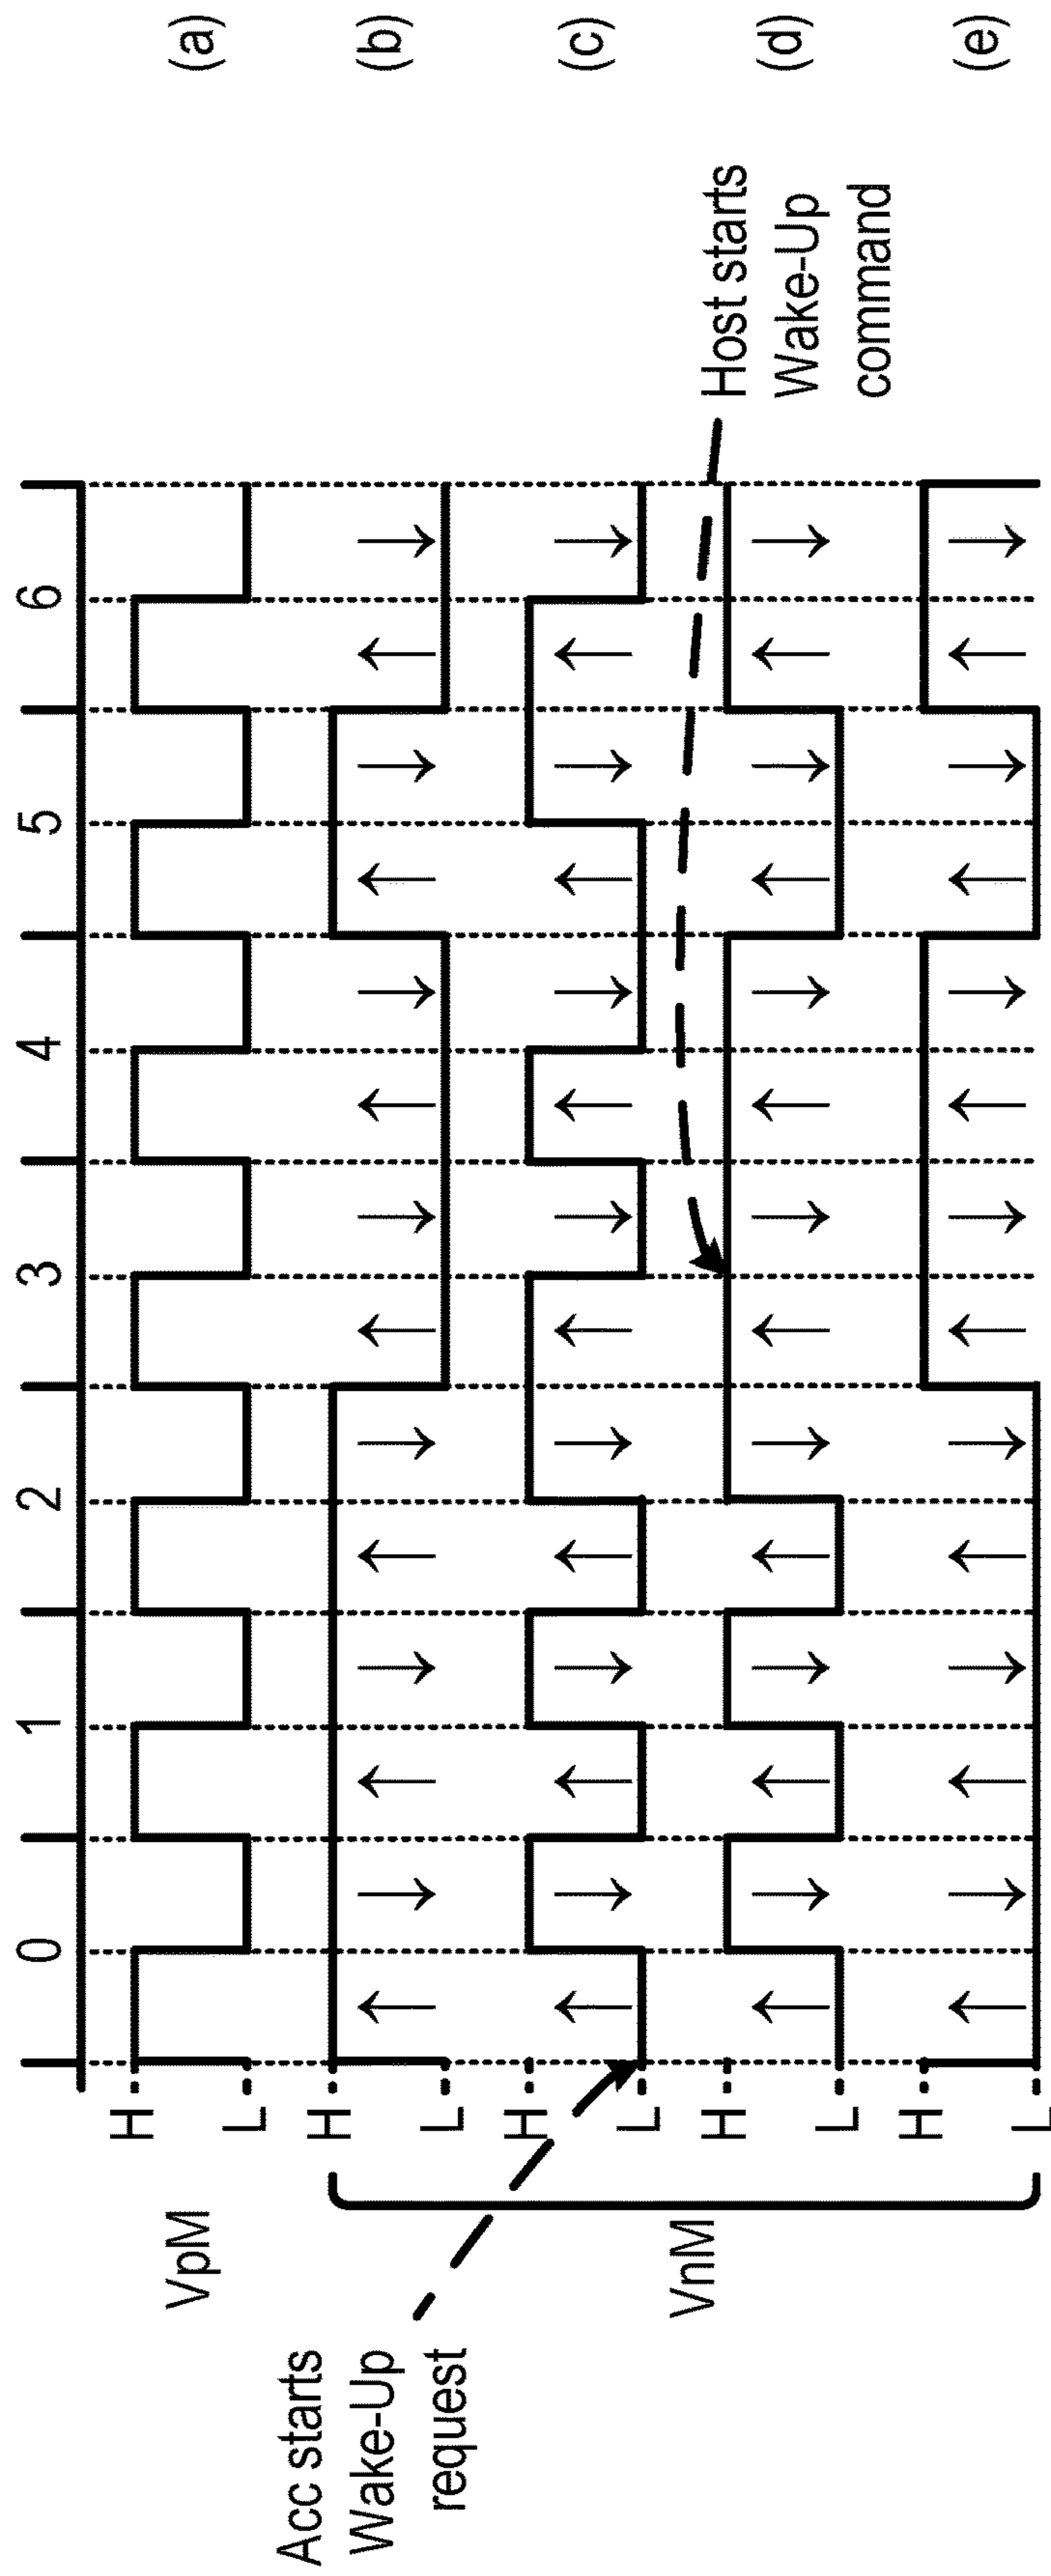 0 1 2 3 4 5 6
VpM
H
L
(a)
Acc starts
Wake-Up
request
H
L
(b)
H
L
(c)
VnM
H
L
(d)
Host starts
Wake-Up
command
H
L
(e)